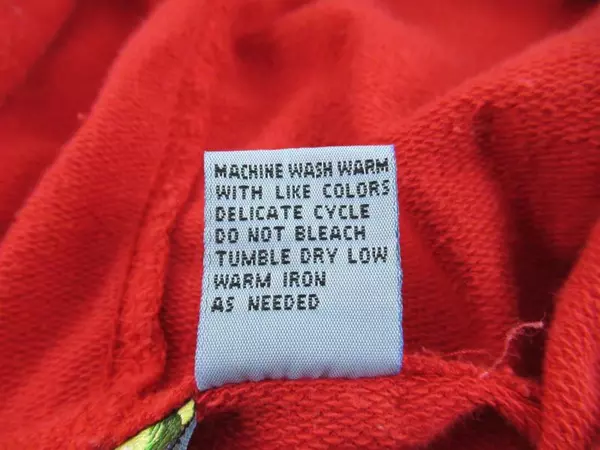 MACHINE WASH WARM
WITH LIKE COLORS
DELICATE CYCLE
DO NOT BLEACH
TUMBLE DRY LOW
WARM IRON
AS NEEDED